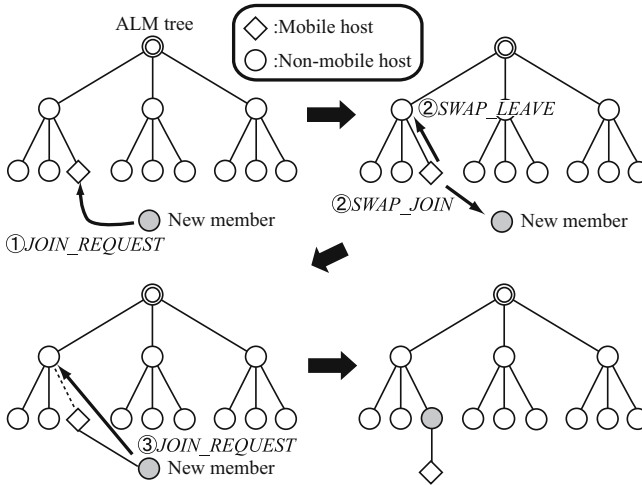 ALM tree
:Mobile host
:Non-mobile host
②SWAP_LEAVE
②SWAP_JOIN
New member
①JOIN_REQUEST
New member
③JOIN_REQUEST
New member